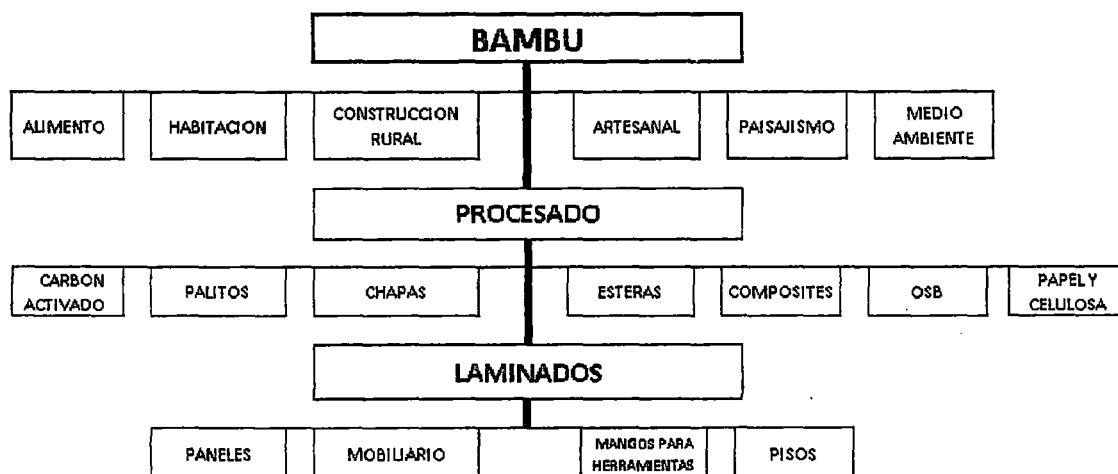 BAMBU
ALIMENTO
HABITACION
CONSTRUCCION
RURAL
ARTESANAL
PAISAJISMO
MEDIO
AMBIENTE
PROCESADO
CARBON
ACTIVADO
PALITOS
CHAPAS
ESTERAS
COMPOSITES
OSB
PAPEL Y
CELULOSA
LAMINADOS
PANELES
MOBILIARIO
MANGOS PARA
HERRAMIENTAS
PISOS